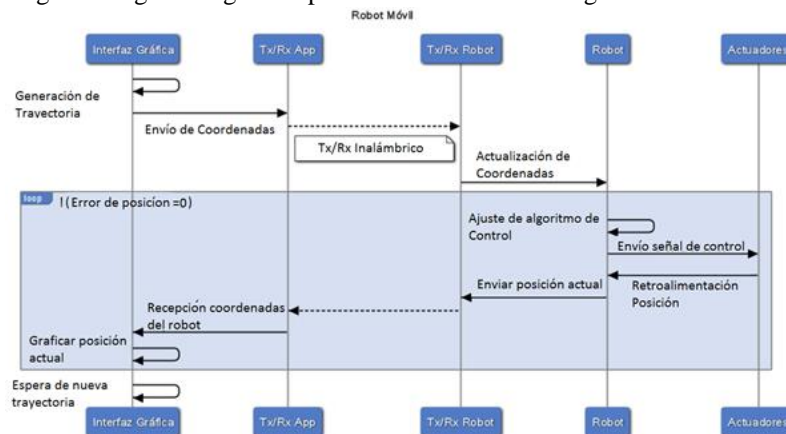 Robot Móvil
Interfaz Gráfica
Tx/Rx App
Tx/Rx Robot
Robot
Actuadores
Generación de
Travectoria
Envío de Coordenadas
Tx/Rx Inalámbrico
Actualización de
Coordenadas
loop
!(Error de posicíon =0)
Ajuste de algoritmo de
Control
Envío señal de control
Enviar posición actual
Retroalimentación
Posición
Recepción coordenadas
del robot
Graficar posición
actual
Espera de nueva
trayectoria
Interfaz Gráfica
Tx/Rx App
Tx/Rx Robot
Robot
Actuadores